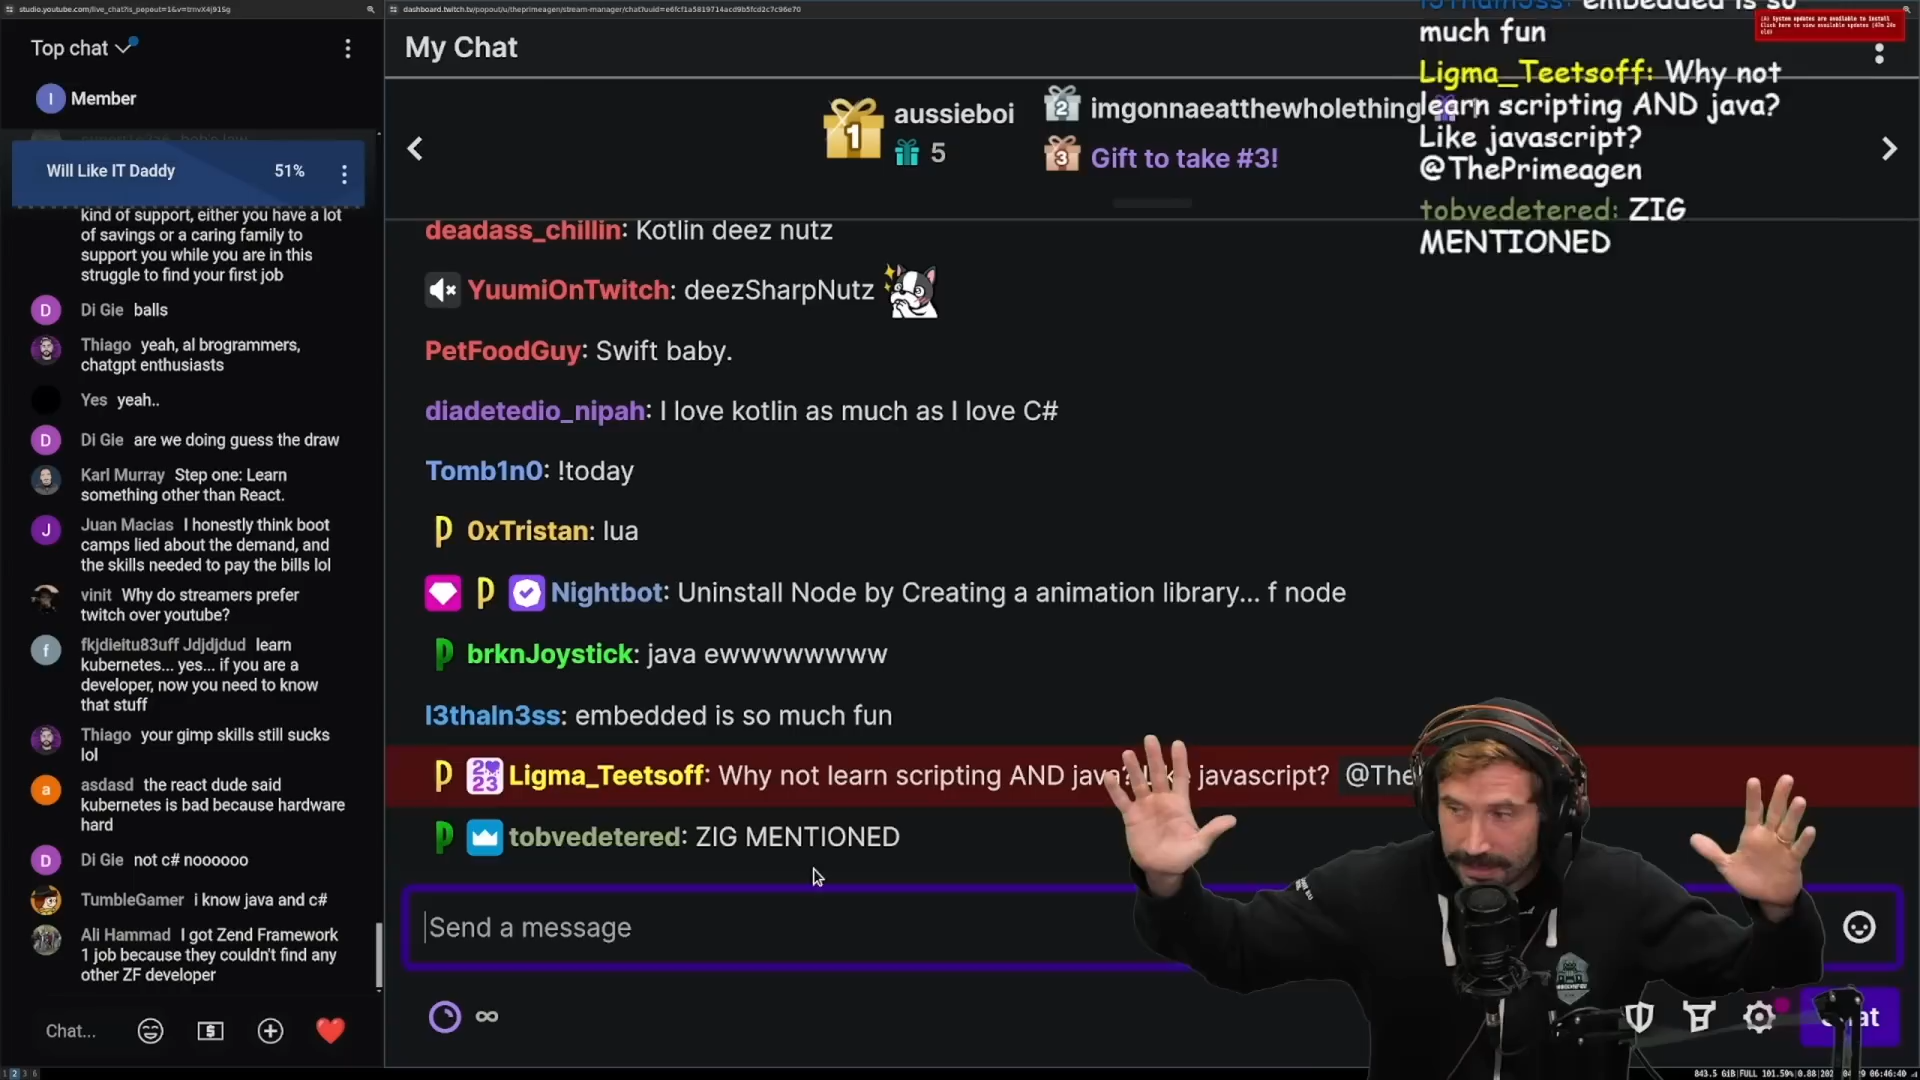 studio.youtube.com/live_chat?is_popout=1&v=tmvX4j915g
Top chat
I Member
Will Like IT Daddy 51%
kind of support, either you have a lot
of savings or a caring family to
support you while you are in this
struggle to find your first job
D Di Gie balls
Thiago yeah, al brogrammers,
chatgpt enthusiasts
Yes yeah..
D Di Gie are we doing guess the draw
Karl Murray Step one: Learn
something other than React.
J Juan Macias I honestly think boot
camps lied about the demand, and
the skills needed to pay the bills lol
vinit Why do streamers prefer
twitch over youtube?
f fkjdieitu83uff Jdjdjdud learn
kubernetes... yes... if you are a
developer, now you need to know
that stuff
Thiago your gimp skills still sucks
lol
a asdasd the react dude said
kubernetes is bad because hardware
hard
D Di Gie not c# noooooo
TumbleGamer i know java and c#
Ali Hammad I got Zend Framework
1 job because they couldn't find any
other ZF developer
Chat...
My Chat
1 aussieboi
5
2 imgonnaeatthewholething
3 Gift to take #3!
deadass_chillin: Kotlin deez nutz
YuumiOnTwitch: deezSharpNutz
PetFoodGuy: Swift baby.
diadetedio_nipah: I love kotlin as much as I love C#
Tomb1n0: !today
0xTristan: lua
Nightbot: Uninstall Node by Creating a animation library... f node
brknJoystick: java ewwwwwwww
l3thaln3ss: embedded is so much fun
2023 Ligma_Teetsoff: Why not learn scripting AND java? javascript? @The
tobvedetered: ZIG MENTIONED
Send a message
l3thaln3ss: embedded is so
much fun
Ligma_Teetsoff: Why not
learn scripting AND java?
Like javascript?
@ThePrimeagen
tobvedetered: ZIG
MENTIONED